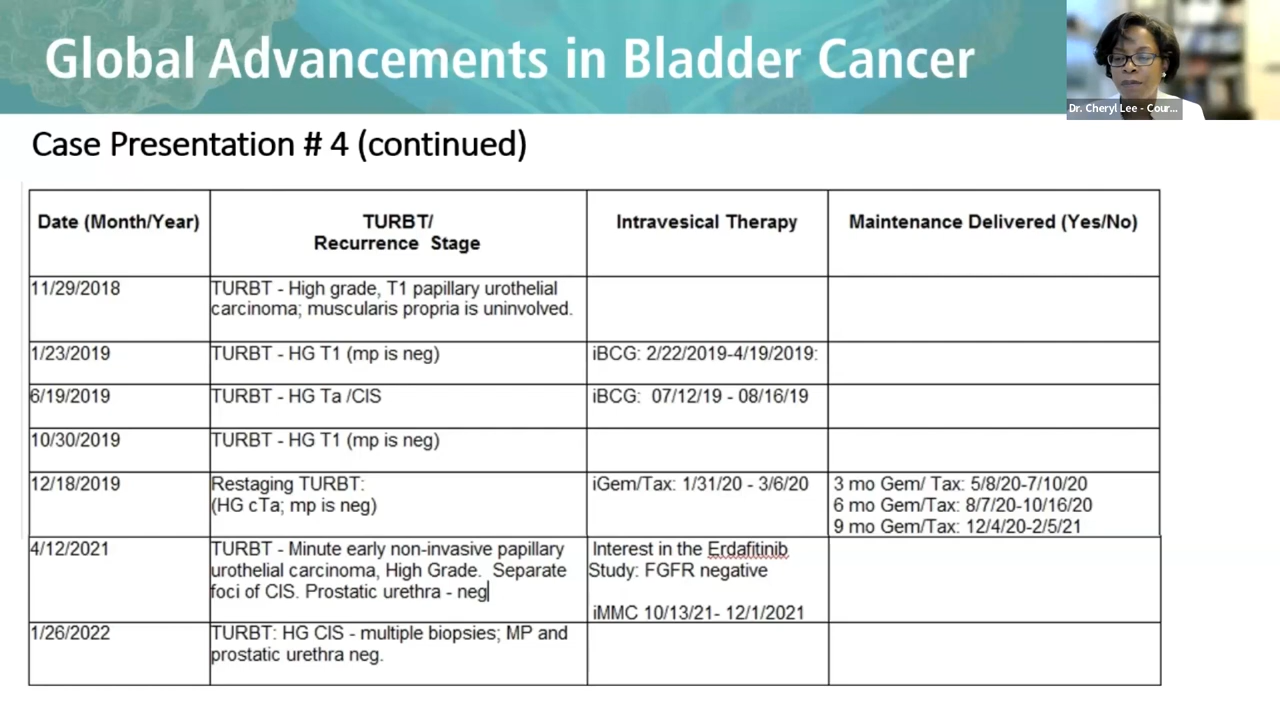 Global Advancements in Bladder Cancer
Dr. Cheryl Lee - Cour...
Case Presentation # 4 (continued)
Date (Month/Year)
TURBT/
Recurrence Stage
Intravesical Therapy
Maintenance Delivered (Yes/No)
11/29/2018
TURBT - High grade, T1 papillary urothelial
carcinoma; muscularis propria is uninvolved.
1/23/2019
TURBT - HG T1 (mp is neg)
iBCG: 2/22/2019-4/19/2019:
6/19/2019
TURBT - HG Ta /CIS
iBCG: 07/12/19 - 08/16/19
10/30/2019
TURBT - HG T1 (mp is neg)
12/18/2019
Restaging TURBT:
(HG cTa; mp is neg)
iGem/Tax: 1/31/20 - 3/6/20
3 mo Gem/ Tax: 5/8/20-7/10/20
6 mo Gem/Tax: 8/7/20-10/16/20
9 mo Gem/Tax: 12/4/20-2/5/21
4/12/2021
TURBT - Minute early non-invasive papillary
urothelial carcinoma, High Grade. Separate
foci of CIS. Prostatic urethra - neg
Interest in the Erdafitinib
Study: FGFR negative
iMMC 10/13/21- 12/1/2021
1/26/2022
TURBT: HG CIS - multiple biopsies; MP and
prostatic urethra neg.